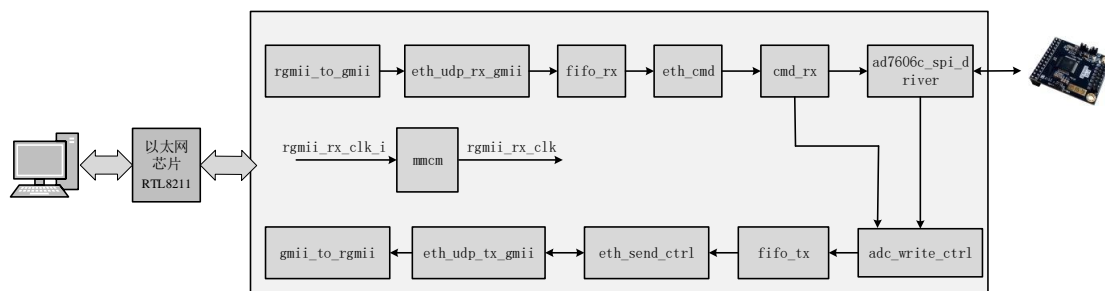 rgmii_to_gmii
eth_udp_rx_gmii
fifo_rx
eth_cmd
cmd_rx
ad7606c_spi_d
river
以太网
芯片
RTL8211
rgmii_rx_clk_i
mmcm
rgmii_rx_clk
gmii_to_rgmii
eth_udp_tx_gmii
eth_send_ctrl
fifo_tx
adc_write_ctrl